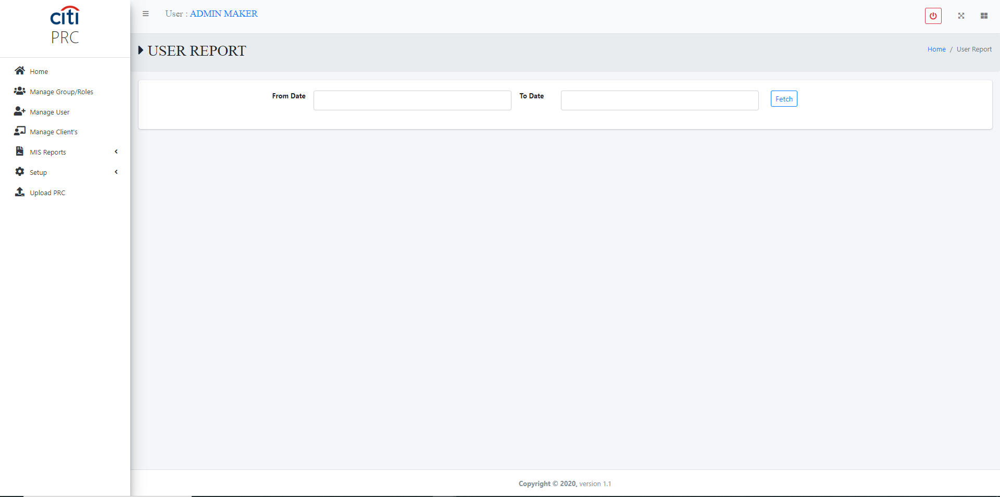 citi
PRC
Home
Manage Group/Roles
Manage User
Manage Client's
MIS Reports
Setup
Upload PRC
User : ADMIN MAKER
USER REPORT
Home / User Report
From Date
To Date
Fetch
Copyright © 2020, version 1.1